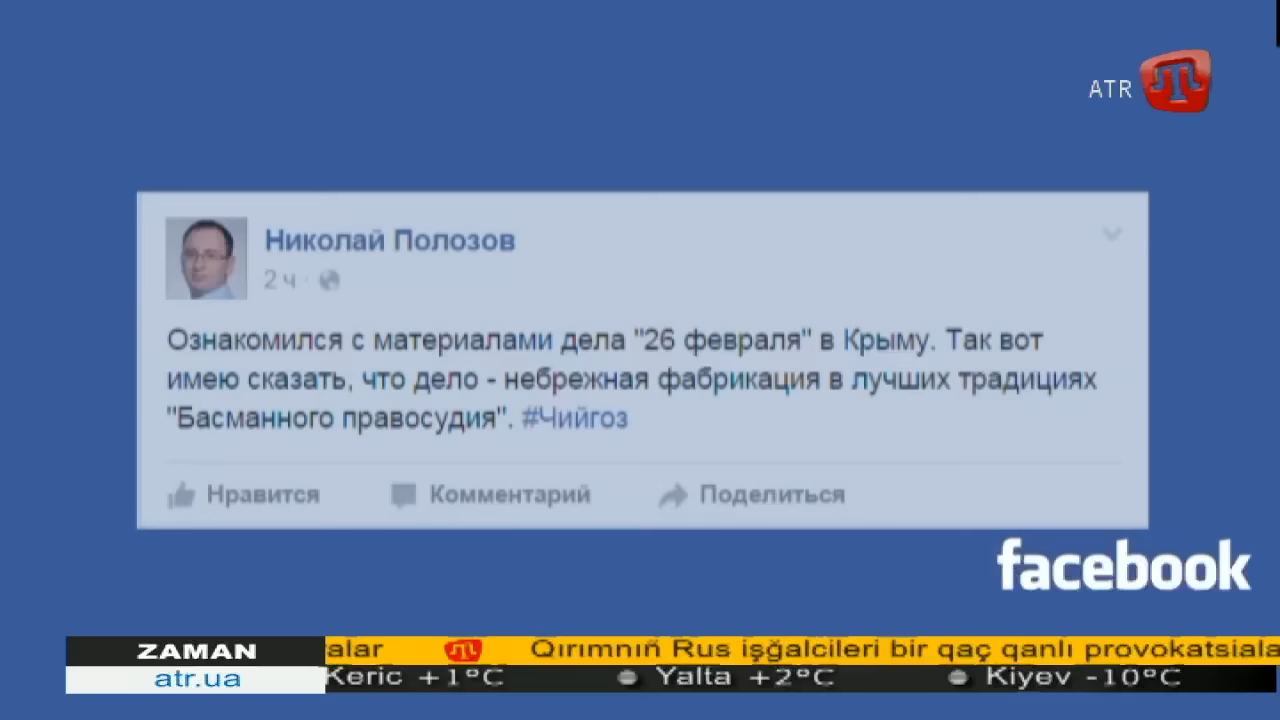 ATR
Николай Полозов
2 ч ·
Ознакомился с материалами дела "26 февраля" в Крыму. Так вот
имею сказать, что дело - небрежная фабрикация в лучших традициях
"Басманного правосудия". #Чийгоз
Нравится Комментарий Поделиться
facebook
ZAMAN
alar Qırımnıñ Rus işğalcileri bir qaç qanlı provokatsiala
atr.ua
Keric +1°C Yalta +2°C Kiyev -10°C